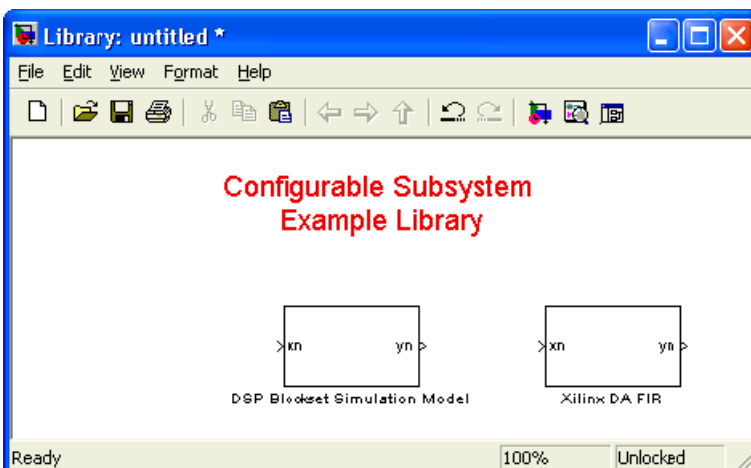 Library: untitled *
File Edit View Format Help
Configurable Subsystem
Example Library
xn yn xn yn
DSP Blockset Simulation Model Xilinx DA FIR
Ready 100% Unlocked